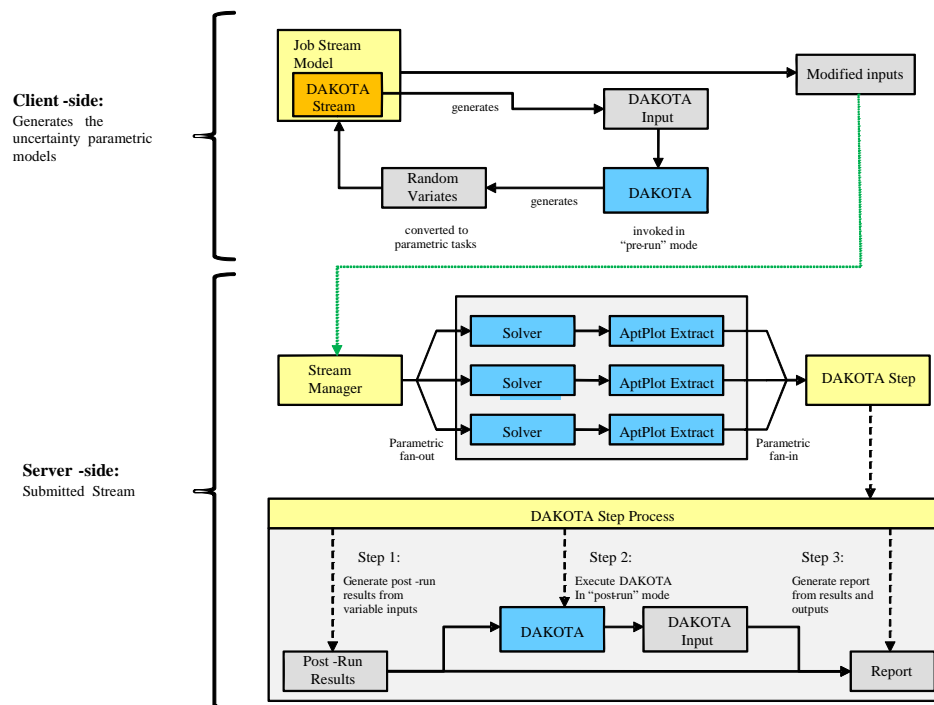 Client -side:
Generates the
uncertainty parametric
models
Job Stream
Model
DAKOTA
Stream
generates
DAKOTA
Input
Modified inputs
Random
Variates
generates
DAKOTA
converted to
parametric tasks
invoked in
“pre-run” mode
Server -side:
Submitted Stream
Stream
Manager
Solver
AptPlot Extract
Solver
AptPlot Extract
Solver
AptPlot Extract
DAKOTA Step
Parametric
fan-out
Parametric
fan-in
DAKOTA Step Process
Step 1:
Generate post -run
results from
variable inputs
Step 2:
Execute DAKOTA
In “post-run” mode
Step 3:
Generate report
from results and
outputs
DAKOTA
DAKOTA
Input
Post -Run
Results
Report